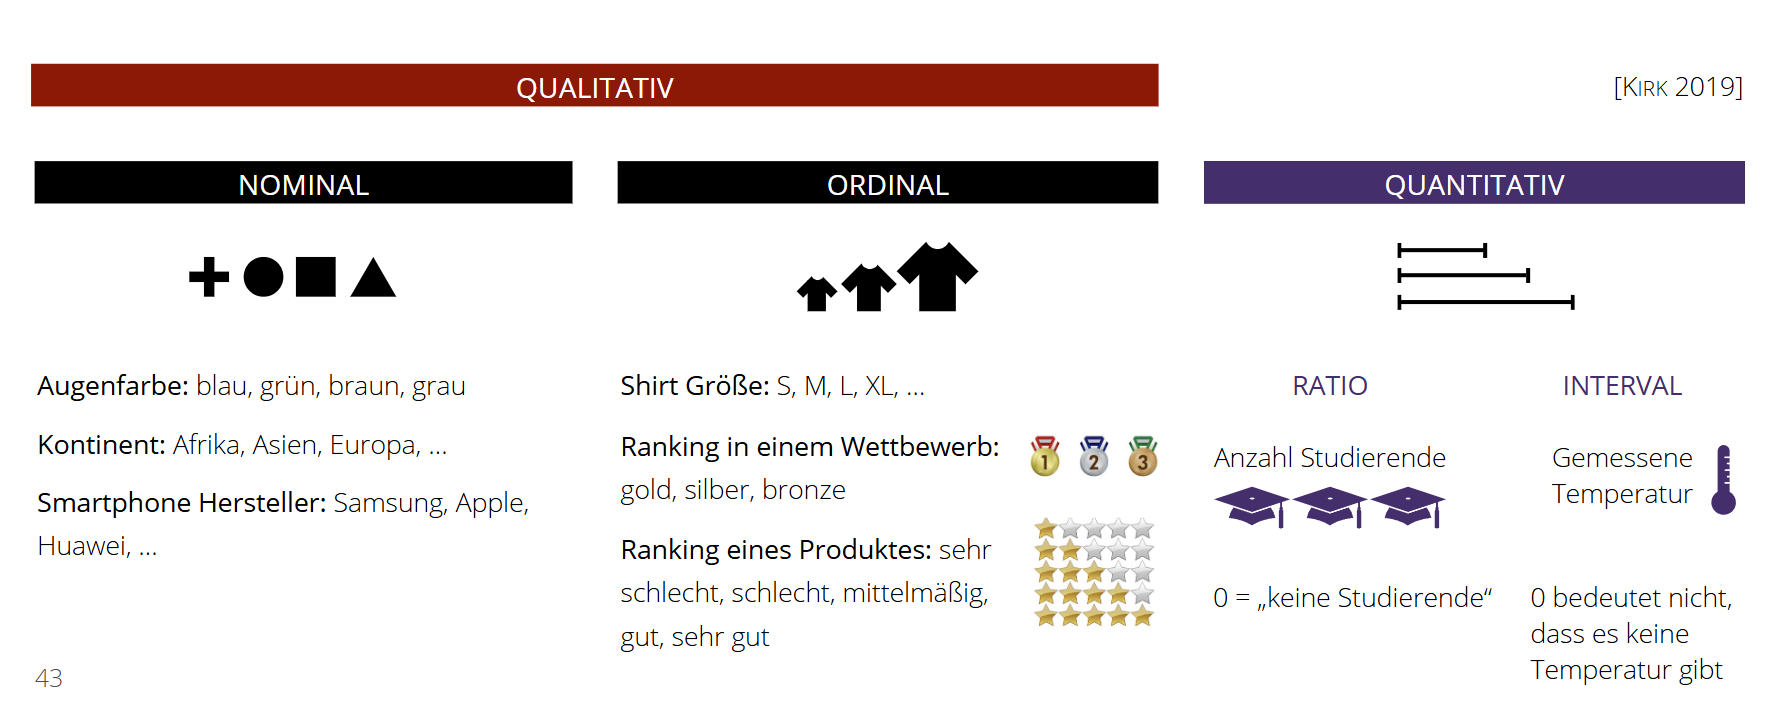 QUALITATIV
[KIRK 2019]
NOMINAL
ORDINAL
QUANTITATIV
Augenfarbe: blau, grün, braun, grau
Kontinent: Afrika, Asien, Europa, ...
Smartphone Hersteller: Samsung, Apple,
Huawei, ...
Shirt Größe: S, M, L, XL, ...
Ranking in einem Wettbewerb:
gold, silber, bronze
1 2 3
Ranking eines Produktes: sehr
schlecht, schlecht, mittelmäßig,
gut, sehr gut
RATIO
Anzahl Studierende
0 = „keine Studierende“
INTERVAL
Gemessene
Temperatur
0 bedeutet nicht,
dass es keine
Temperatur gibt
43